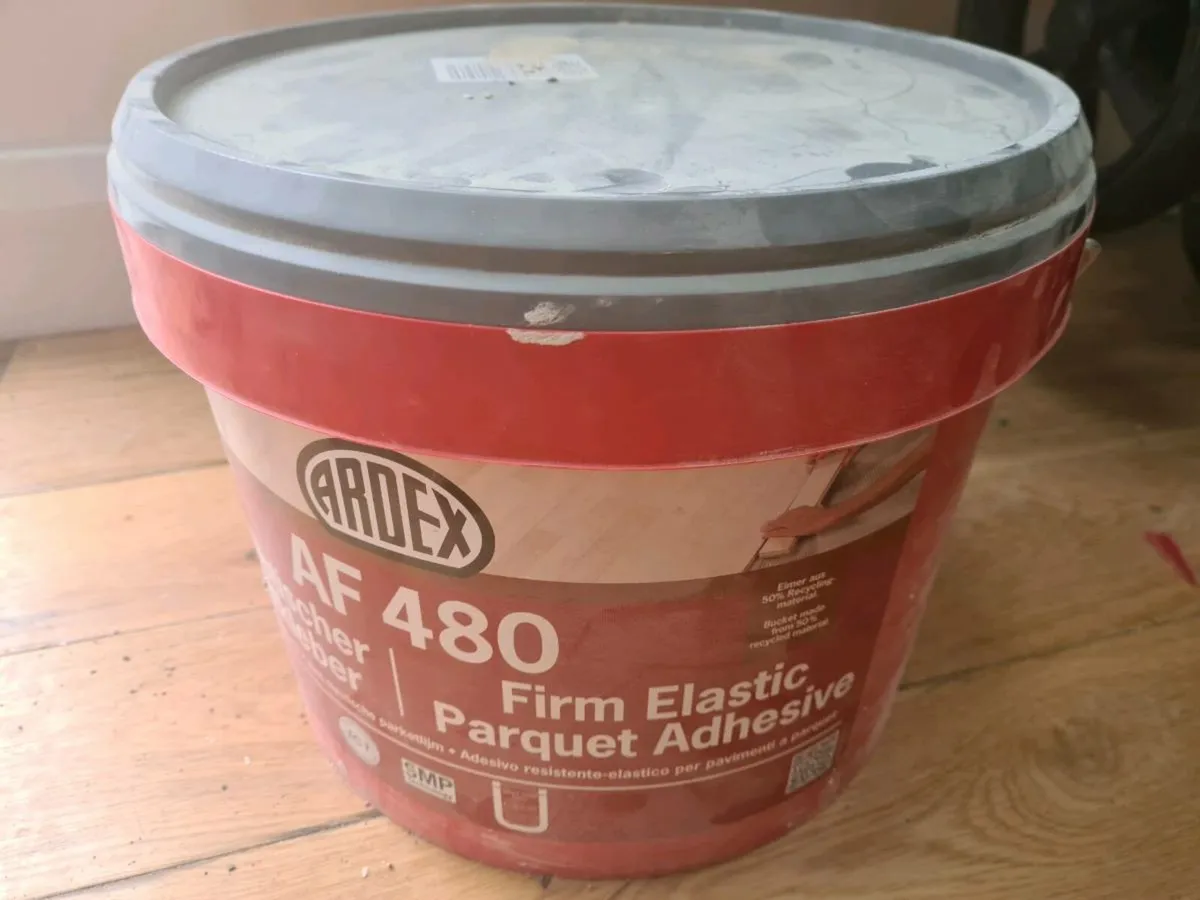 ARDEX
AF 480
Eimer aus
50% Recycling-
material.
Bucket made
from 50%
recycled material.
Firm Elastic
Parquet Adhesive
parketlijm • Adesivo resistente-elastico per pavimenti a parquet
SMP